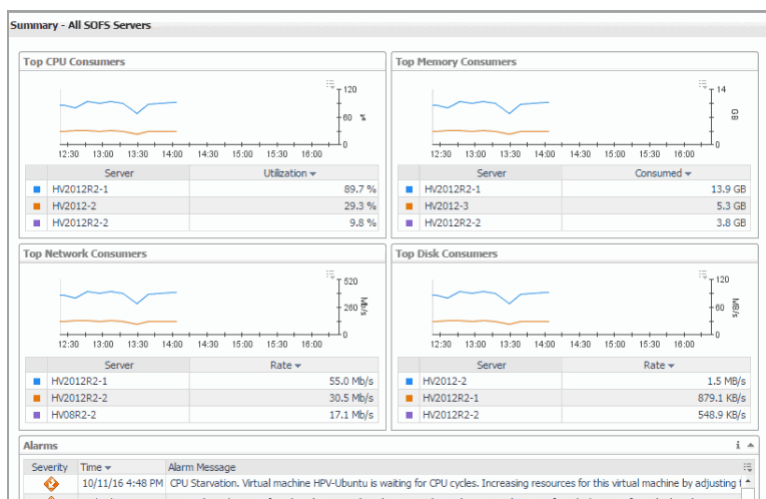 Summary - All SOFS Servers
Top CPU Consumers
120
60
%
0
12:30 13:00 13:30 14:00 14:30 15:00 15:30 16:00
Server Utilization
HV2012R2-1 89.7 %
HV2012-2 29.3 %
HV2012R2-2 9.8 %
Top Memory Consumers
14
GB
0
12:30 13:00 13:30 14:00 14:30 15:00 15:30 16:00
Server Consumed
HV2012R2-1 13.9 GB
HV2012-3 5.3 GB
HV2012R2-2 3.8 GB
Top Network Consumers
520
260
Mb/s
0
12:30 13:00 13:30 14:00 14:30 15:00 15:30 16:00
Server Rate
HV2012R2-1 55.0 Mb/s
HV2012R2-2 30.5 Mb/s
HV08R2-2 17.1 Mb/s
Top Disk Consumers
120
60
MB/s
0
12:30 13:00 13:30 14:00 14:30 15:00 15:30 16:00
Server Rate
HV2012-2 1.5 MB/s
HV2012R2-1 879.1 KB/s
HV2012R2-2 548.9 KB/s
Alarms
Severity Time Alarm Message
10/11/16 4:48 PM CPU Starvation. Virtual machine HPV-Ubuntu is waiting for CPU cycles. Increasing resources for this virtual machine by adjusting